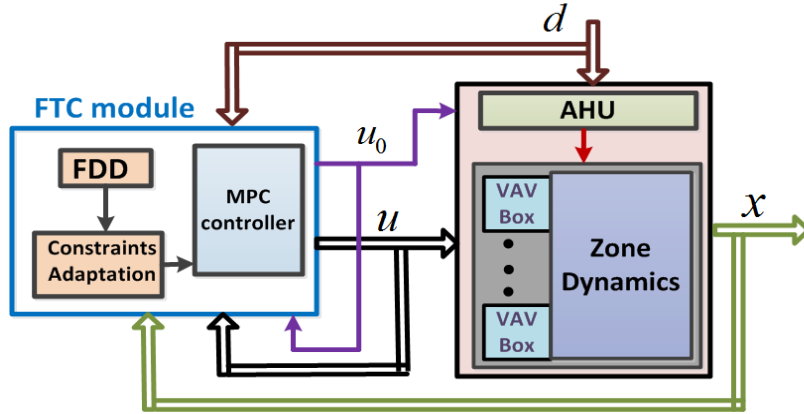 d
FTC module
AHU
u0
FDD
MPC
controller
VAV
Box
u
x
Constraints
Adaptation
Zone
Dynamics
VAV
Box